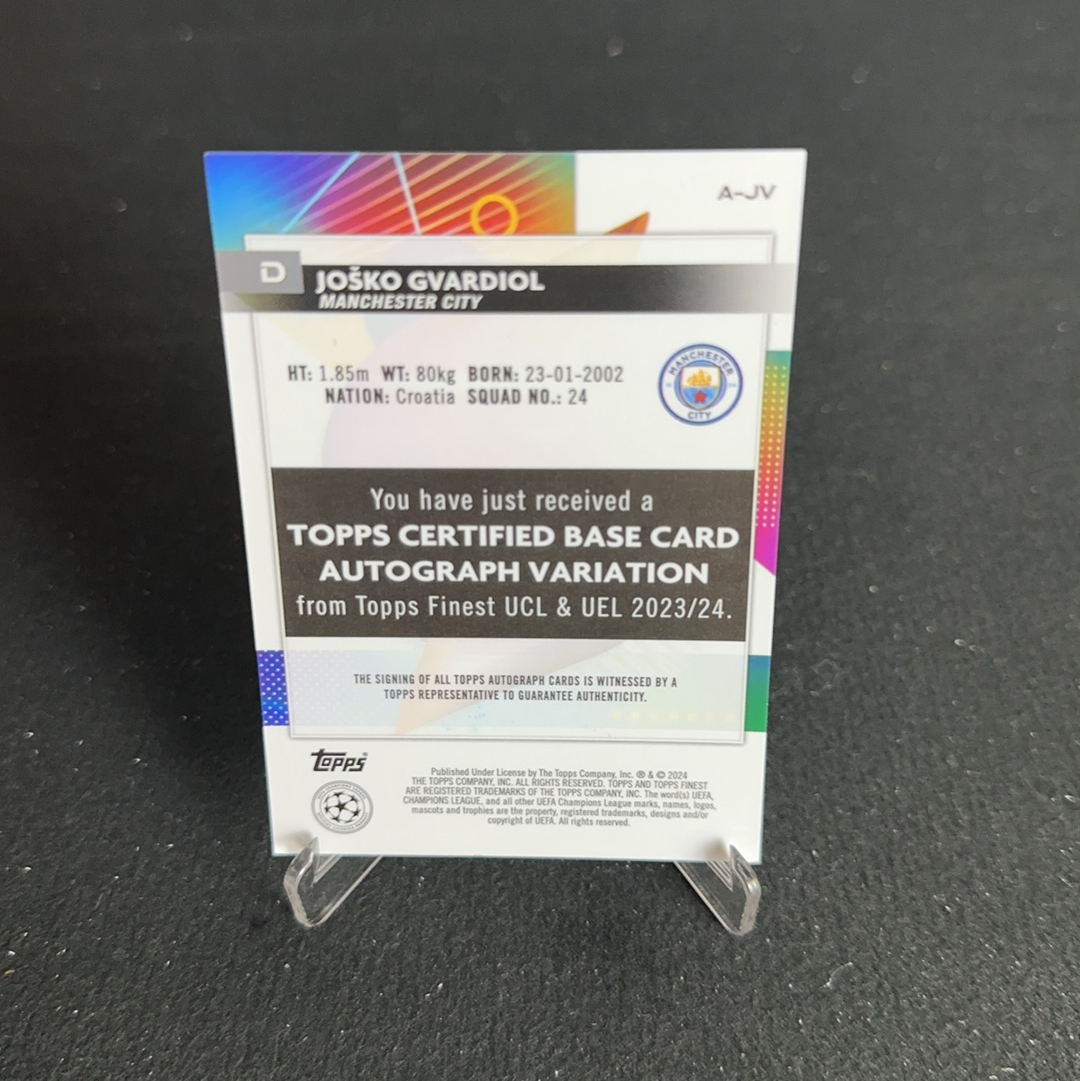 A-JV
D
JOŠKO GVARDIOL
MANCHESTER CITY
HT: 1.85m WT: 80kg BORN: 23-01-2002
NATION: Croatia SQUAD NO.: 24
MANCHESTER
CITY
You have just received a
TOPPS CERTIFIED BASE CARD
AUTOGRAPH VARIATION
from Topps Finest UCL & UEL 2023/24.
THE SIGNING OF ALL TOPPS AUTOGRAPH CARDS IS WITNESSED BY A
TOPPS REPRESENTATIVE TO GUARANTEE AUTHENTICITY.
Topps®
Published Under License by The Topps Company, Inc. ® & © 2024
THE TOPPS COMPANY, INC. ALL RIGHTS RESERVED. TOPPS AND TOPPS FINEST
ARE REGISTERED TRADEMARKS OF THE TOPPS COMPANY, INC. The word(s) UEFA,
CHAMPIONS LEAGUE, and all other UEFA Champions League marks, names, logos,
mascots and trophies are the property, registered trademarks, designs and/or
copyright of UEFA. All rights reserved.